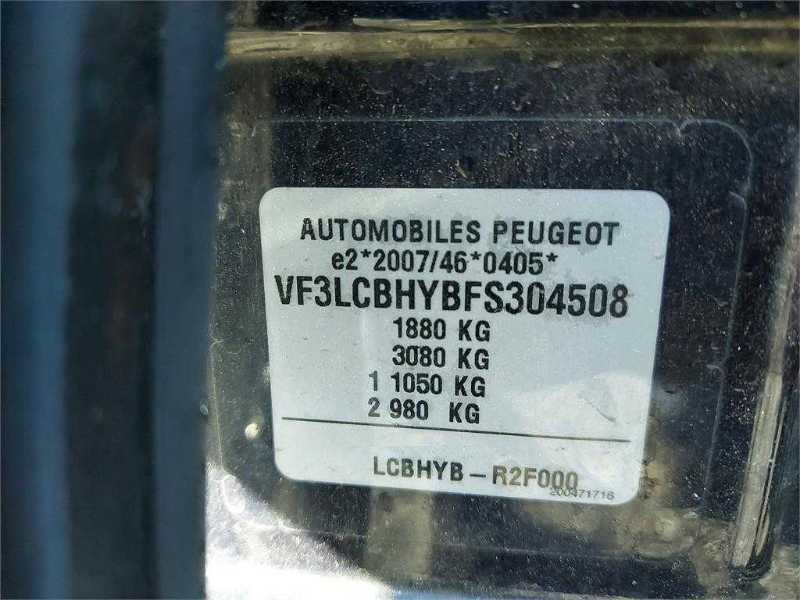 AUTOMOBILES PEUGEOT
e2*2007/46*0405*
VF3LCBHYBFS304508
1880 KG
3080 KG
1 1050 KG
2 980 KG
LCBHYB – R2F000
200471716